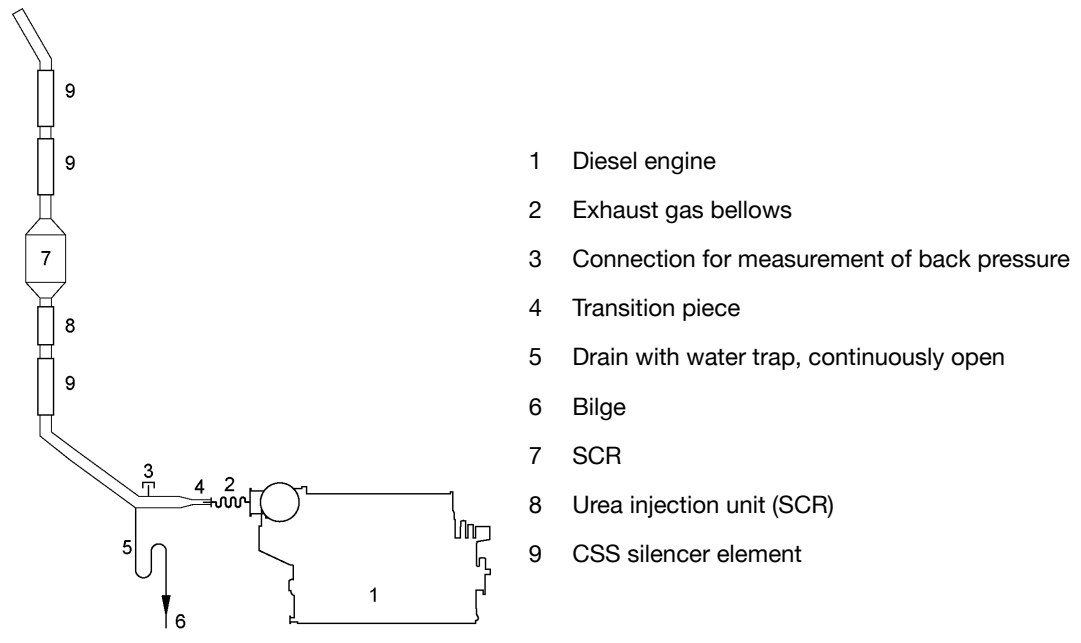 9
9
7
8
9
3
4
2
5
1
6
1 Diesel engine
2 Exhaust gas bellows
3 Connection for measurement of back pressure
4 Transition piece
5 Drain with water trap, continuously open
6 Bilge
7 SCR
8 Urea injection unit (SCR)
9 CSS silencer element